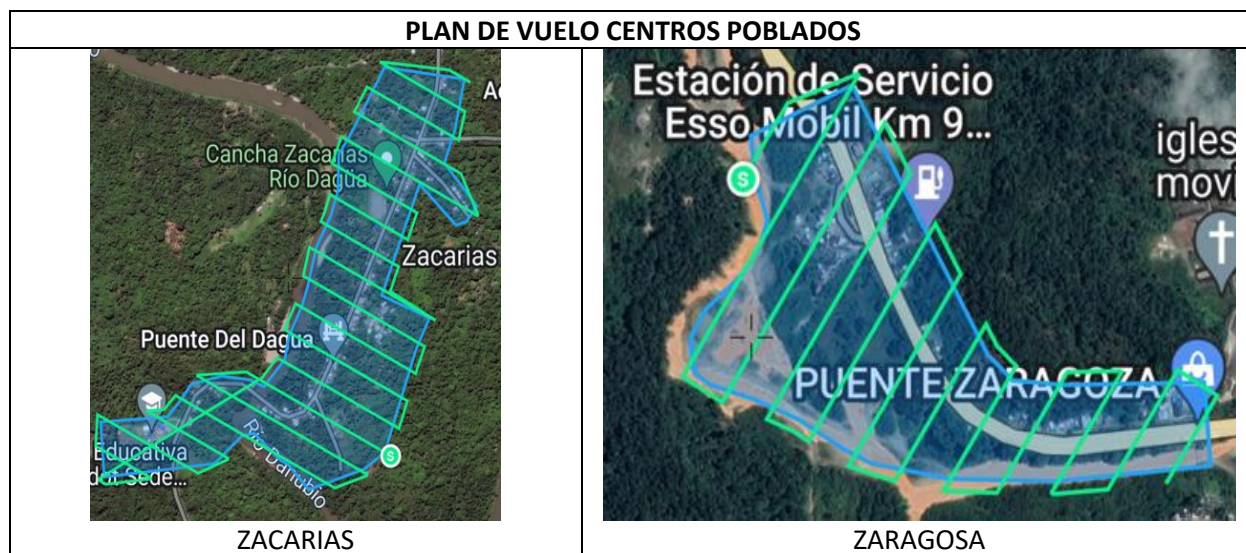 PLAN DE VUELO CENTROS POBLADOS
Cancha Zacarias
Río Dagua
Zacarias
Puente Del Dagua
Educativa
Sede...
Río Danubio
S
ZACARIAS
Estación de Servicio
Esso Mobil Km 9...
S
igles
movi
PUENTE ZARAGOZA
ZARAGOSA